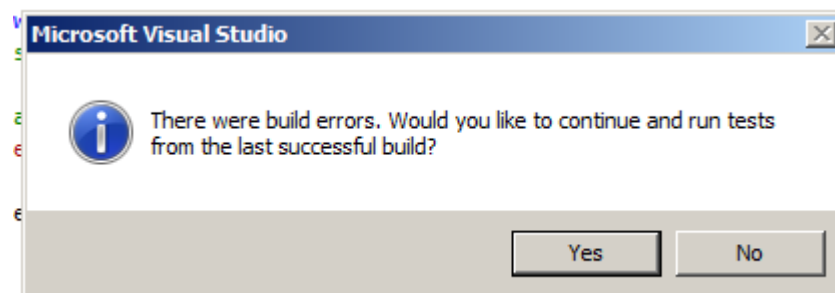 Microsoft Visual Studio
There were build errors. Would you like to continue and run tests
from the last successful build?
Yes
No